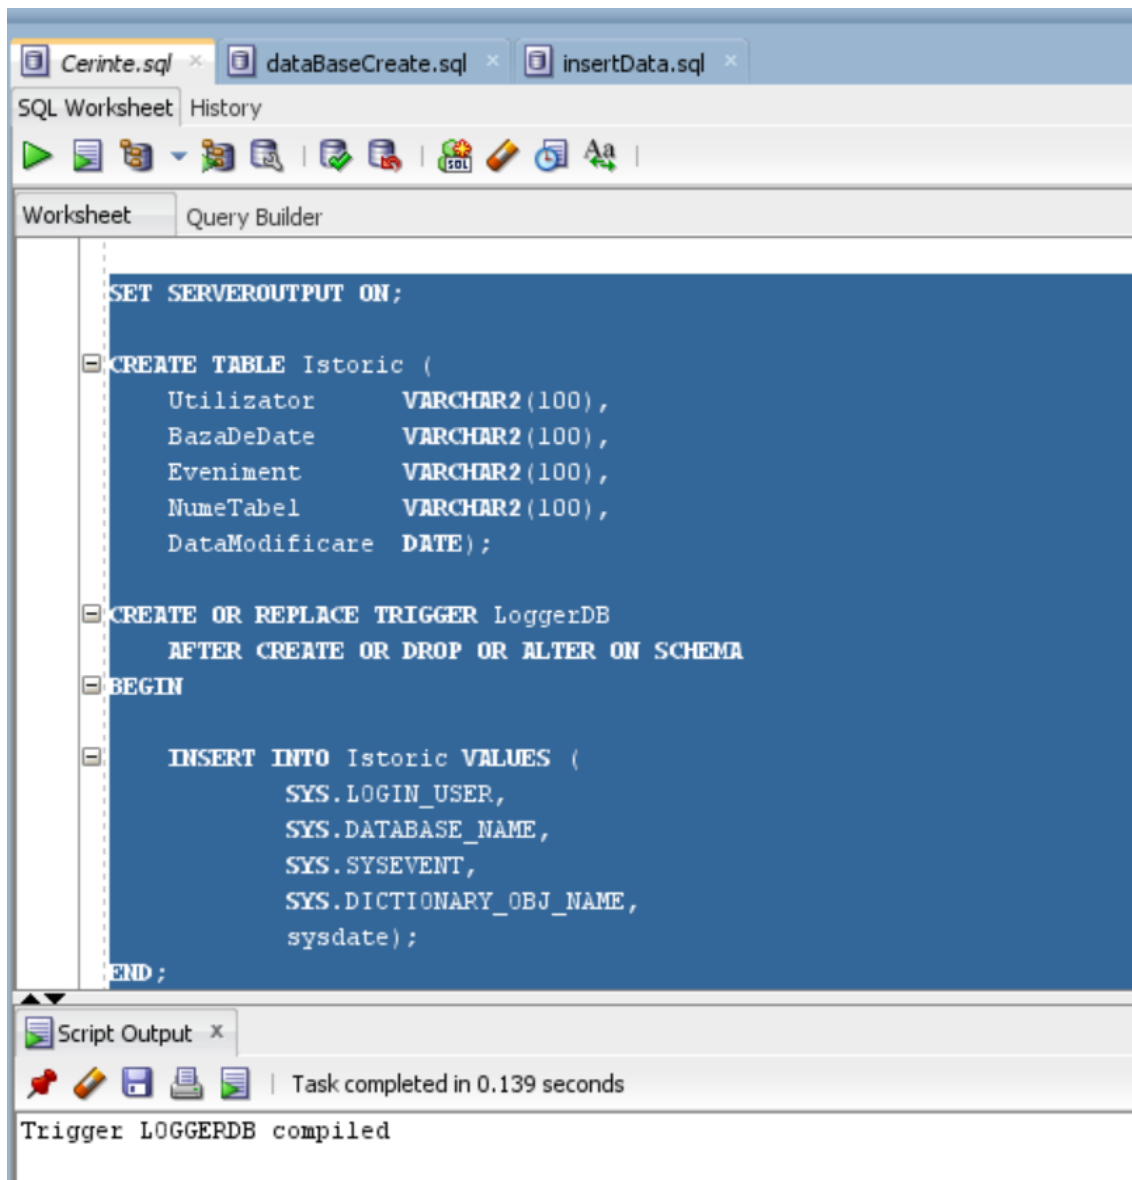 Cerinte.sql dataBaseCreate.sql insertData.sql
SQL Worksheet History
SQL Aa
Worksheet Query Builder
SET SERVEROUTPUT ON;
CREATE TABLE Istoric (
Utilizator VARCHAR2(100),
BazaDeDate VARCHAR2(100),
Eveniment VARCHAR2(100),
NumeTabel VARCHAR2(100),
DataModificare DATE);
CREATE OR REPLACE TRIGGER LoggerDB
AFTER CREATE OR DROP OR ALTER ON SCHEMA
BEGIN
INSERT INTO Istoric VALUES (
SYS.LOGIN_USER,
SYS.DATABASE_NAME,
SYS.SYSEVENT,
SYS.DICTIONARY_OBJ_NAME,
sysdate);
END;
Script Output x
Task completed in 0.139 seconds
Trigger LOGGERDB compiled